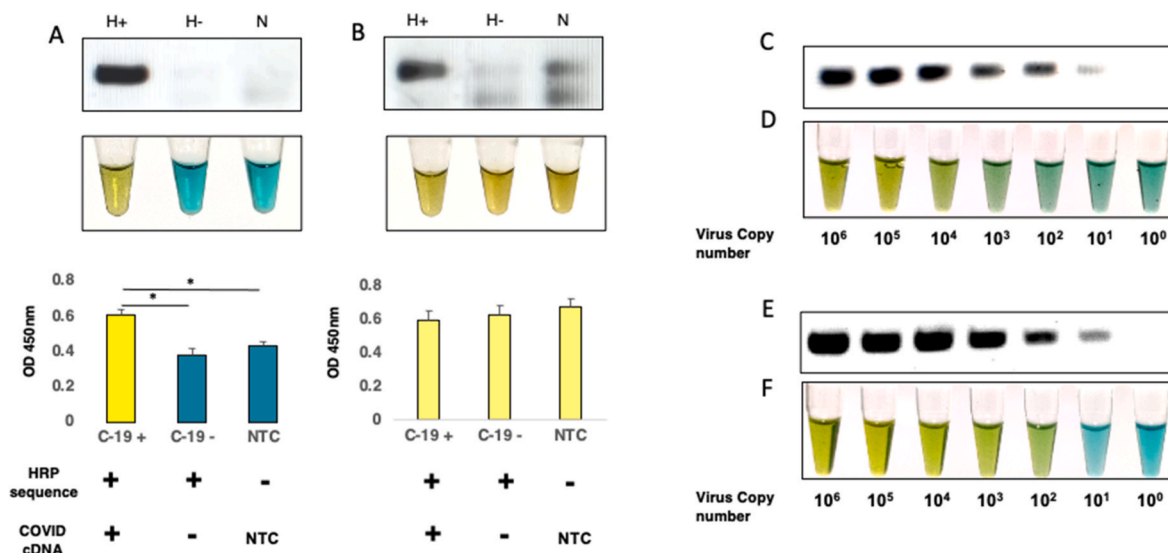 A
H+ H- N
B
H+ H- N
0.8
0.6
0.4
0.2
0
OD 450nm
*
*
C-19 + C-19 - NTC
0.8
0.6
0.4
0.2
0
OD 450nm
C-19 + C-19 - NTC
HRP
sequence
+ + -
+ + -
COVID
cDNA
+ - NTC
+ - NTC
C
D
Virus Copy
number
10⁶ 10⁵ 10⁴ 10³ 10² 10¹ 10⁰
E
F
Virus Copy
number
10⁶ 10⁵ 10⁴ 10³ 10² 10¹ 10⁰